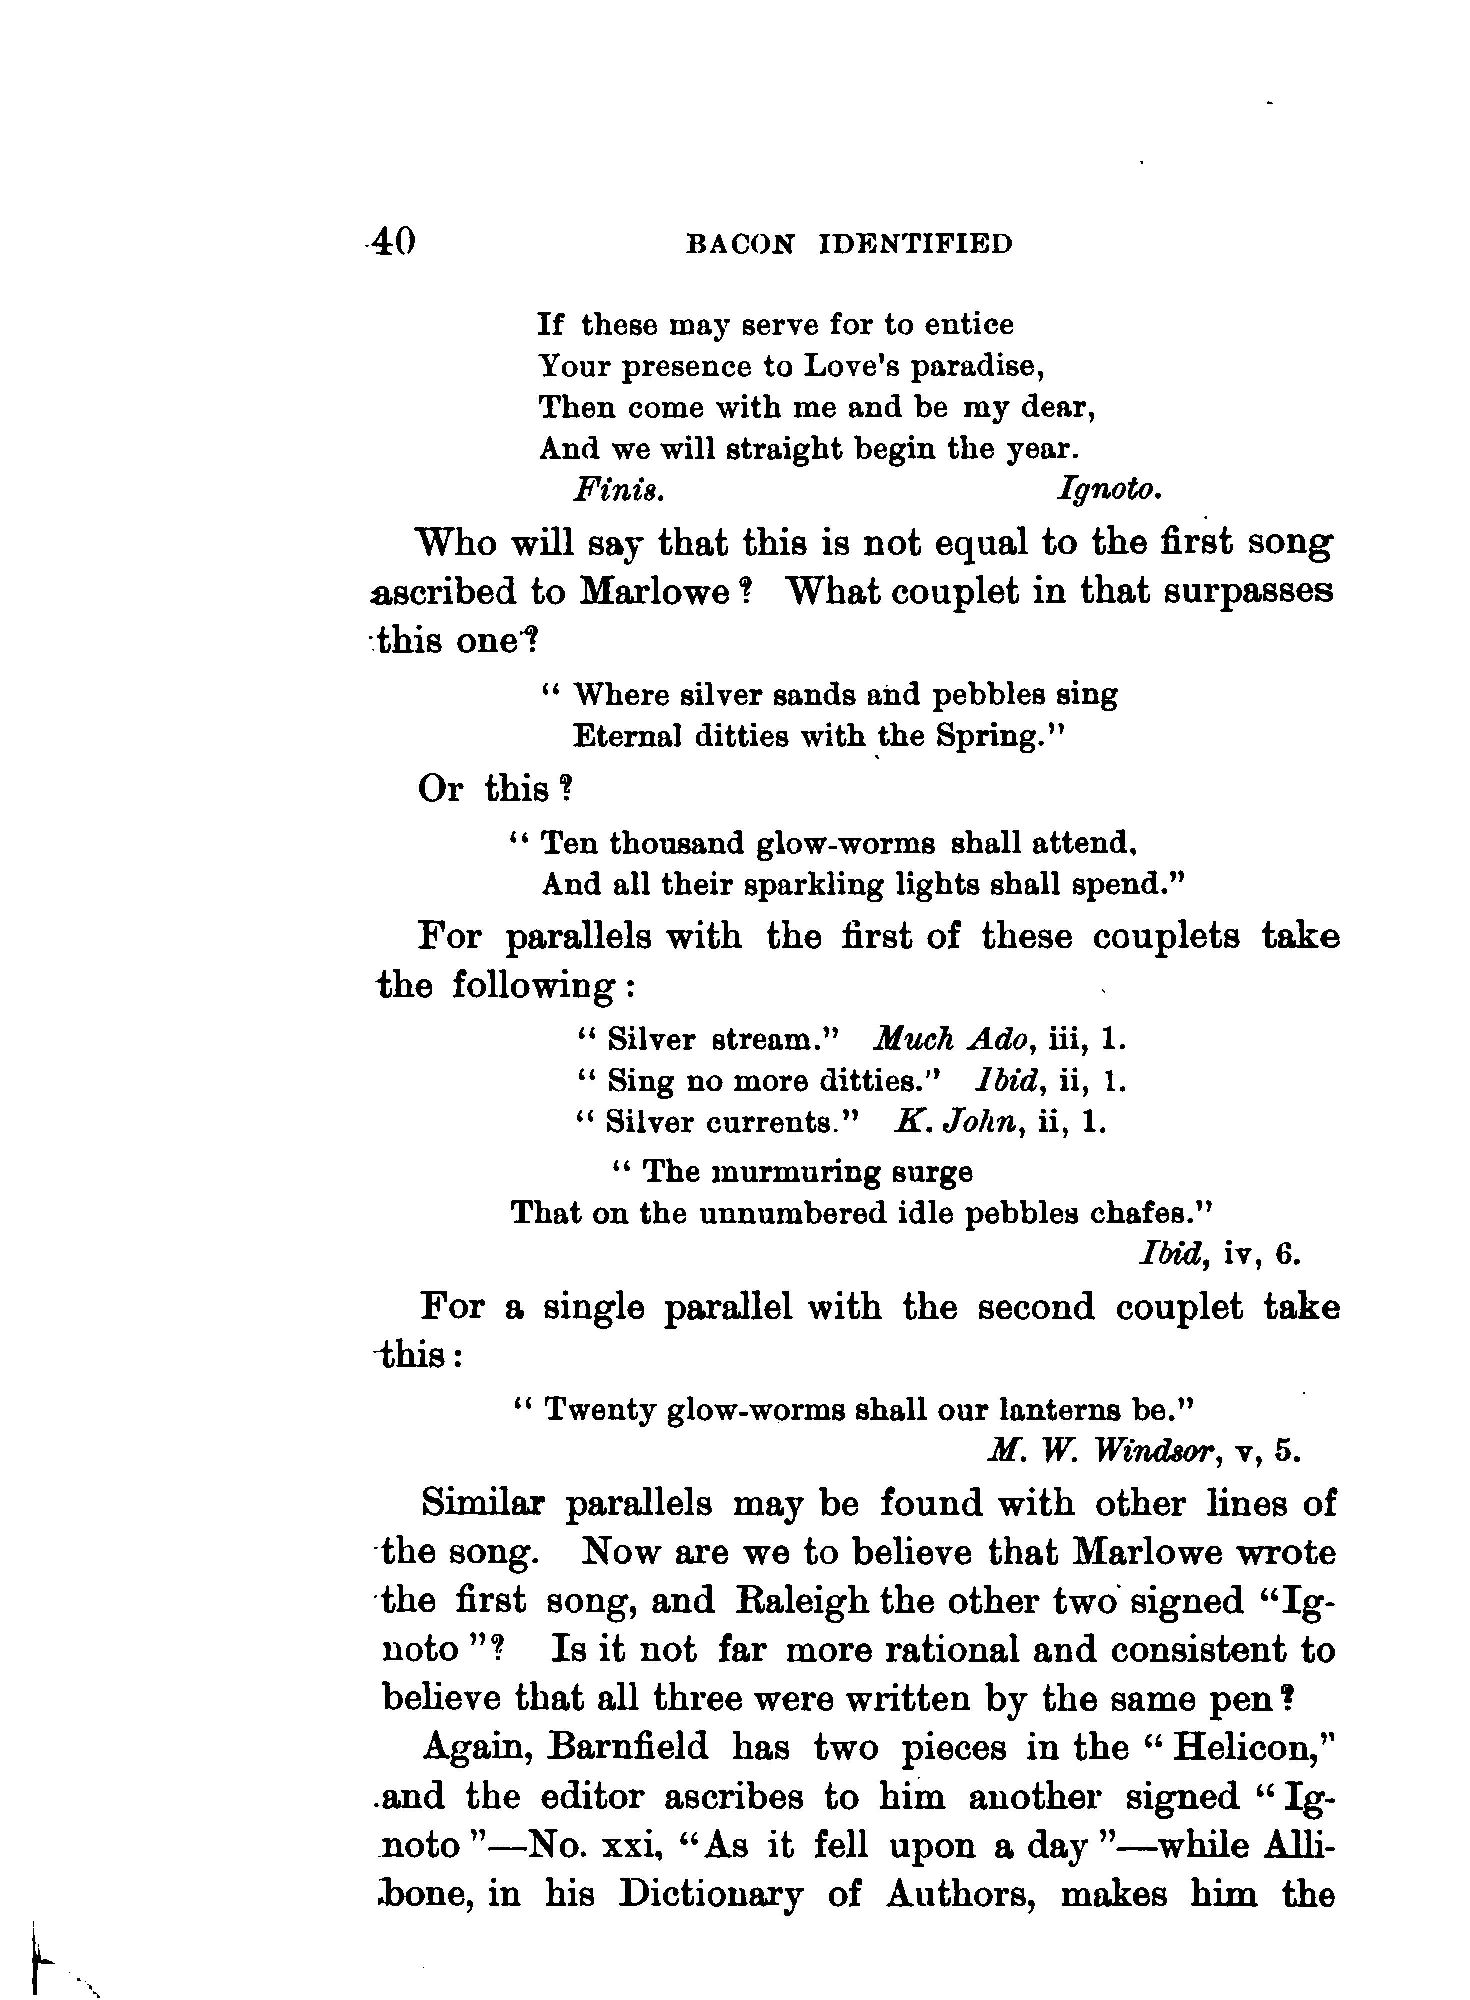 40 BACON IDENTIFIED
If these may serve for to entice
Your presence to Love's paradise,
Then come with me and be my dear,
And we will straight begin the year.
Finis. Ignoto.
Who will say that this is not equal to the first song
ascribed to Marlowe? What couplet in that surpasses
this one?
"Where silver sands and pebbles sing
Eternal ditties with the Spring."
Or this?
"Ten thousand glow-worms shall attend,
And all their sparkling lights shall spend."
For parallels with the first of these couplets take
the following:
"Silver stream." Much Ado, iii, 1.
"Sing no more ditties." Ibid, ii, 1.
"Silver currents." K. John, ii, 1.
"The murmuring surge
That on the unnumbered idle pebbles chafes."
Ibid, iv, 6.
For a single parallel with the second couplet take
this:
"Twenty glow-worms shall our lanterns be."
M. W. Windsor, v, 5.
Similar parallels may be found with other lines of
the song. Now are we to believe that Marlowe wrote
the first song, and Raleigh the other two signed "Ig-
noto"? Is it not far more rational and consistent to
believe that all three were written by the same pen?
Again, Barnfield has two pieces in the "Helicon,"
and the editor ascribes to him another signed "Ig-
noto"—No. xxi, "As it fell upon a day"—while Alli-
bone, in his Dictionary of Authors, makes him the